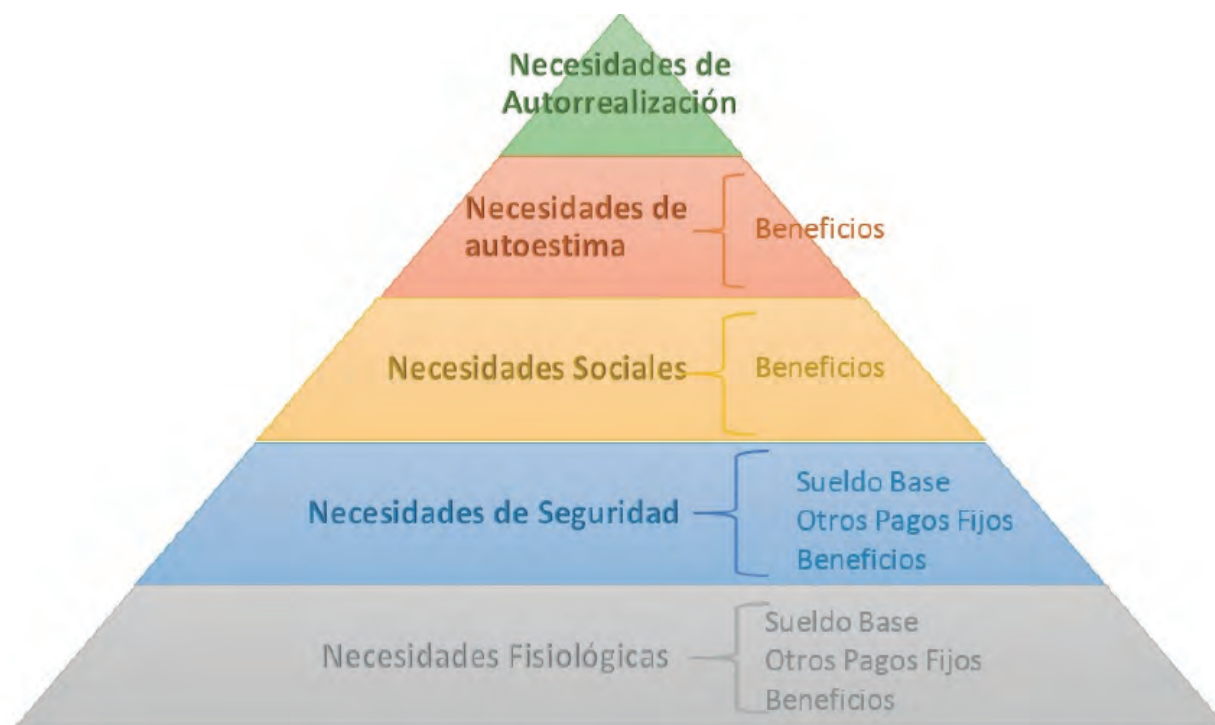 Necesidades de
Autorrealización
Necesidades de
autoestima
Beneficios
Necesidades Sociales
Beneficios
Necesidades de Seguridad
Sueldo Base
Otros Pagos Fijos
Beneficios
Necesidades Fisiológicas
Sueldo Base
Otros Pagos Fijos
Beneficios